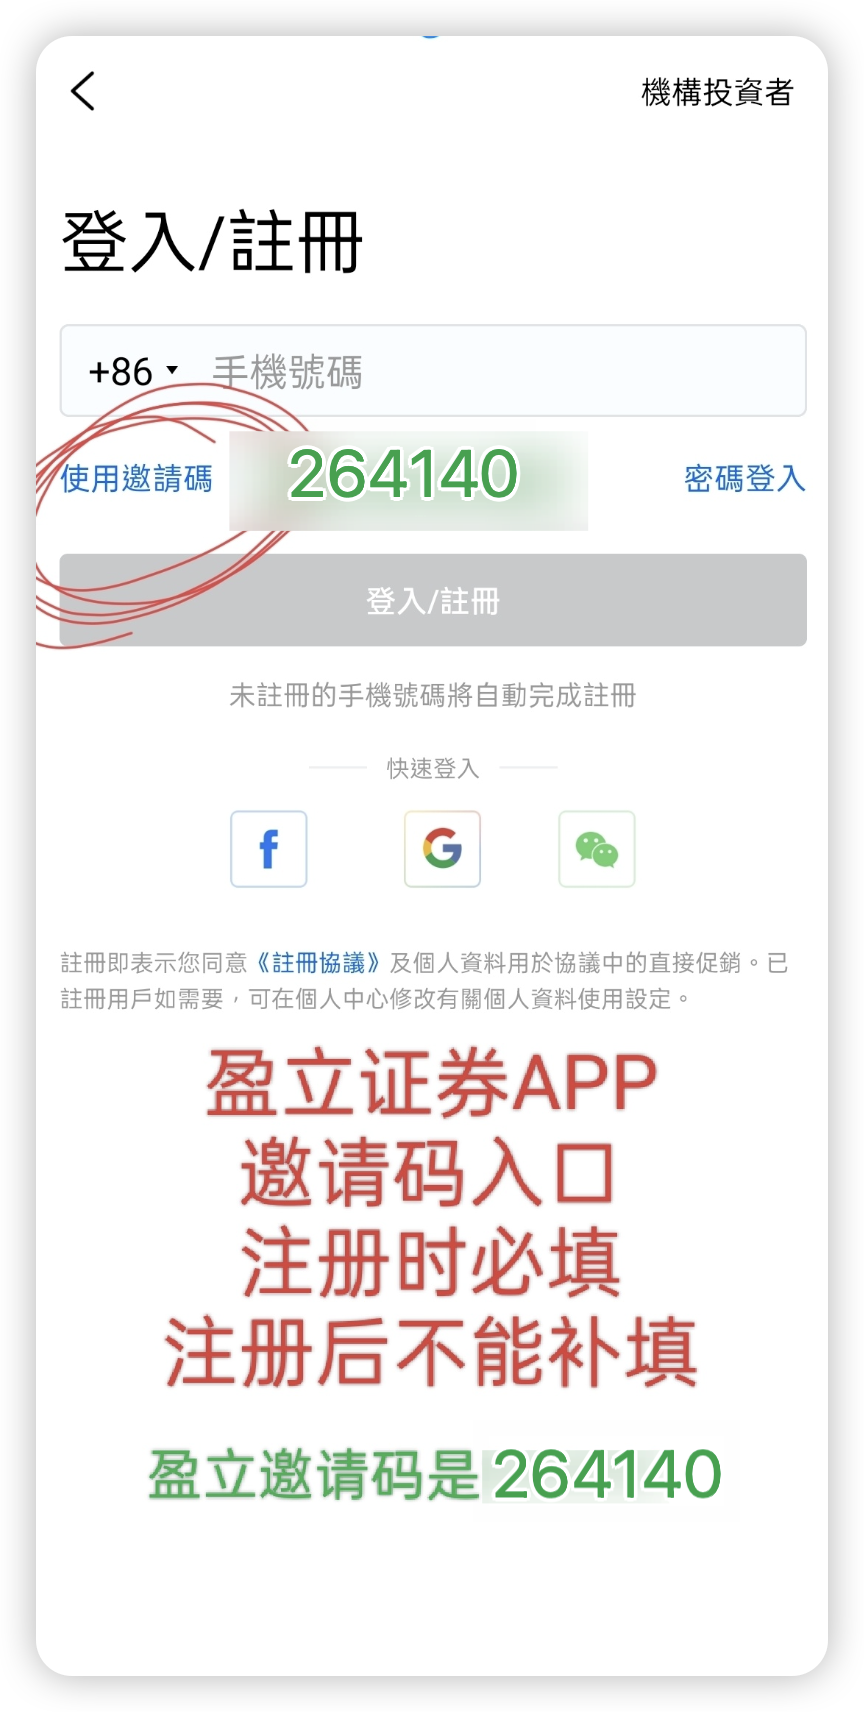 機構投資者
登入/註冊
+86 手機號碼
使用邀請碼 264140 密碼登入
登入/註冊
未註冊的手機號碼將自動完成註冊
快速登入
註冊即表示您同意《註冊協議》及個人資料用於協議中的直接促銷。已
註冊用戶如需要，可在個人中心修改有關個人資料使用設定。
盈立证券APP
邀请码入口
注册时必填
注册后不能补填
盈立邀请码是264140